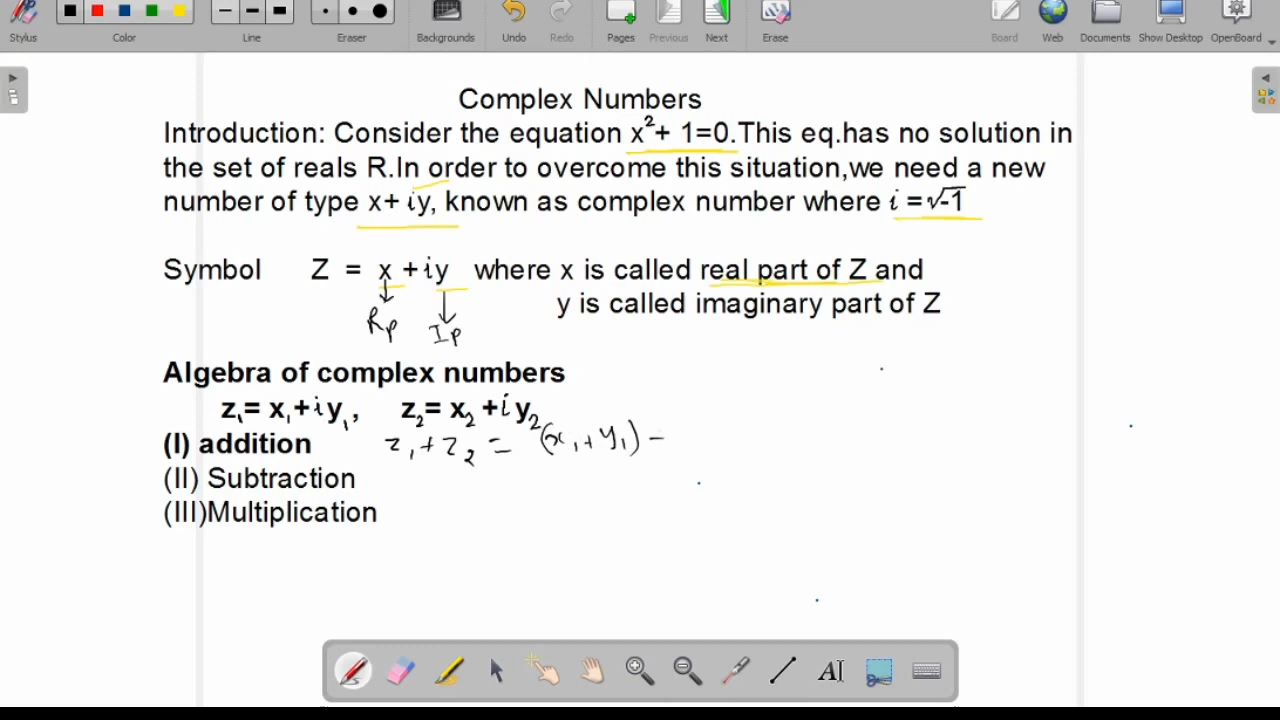 Stylus Color Line Eraser Backgrounds Undo Redo Pages Previous Next Erase Board Web Documents Show Desktop OpenBoard
Complex Numbers
Introduction: Consider the equation x²+ 1=0.This eq.has no solution in
the set of reals R.In order to overcome this situation,we need a new
number of type x+ iy, known as complex number where i =√-1
Symbol Z = x +iy where x is called real part of Z and
Rp Ip y is called imaginary part of Z
Algebra of complex numbers
z₁= x₁+iy₁, z₂= x₂ +iy₂
(I) addition z₁+z₂ = (x₁+y₁) -
(II) Subtraction
(III)Multiplication
AI